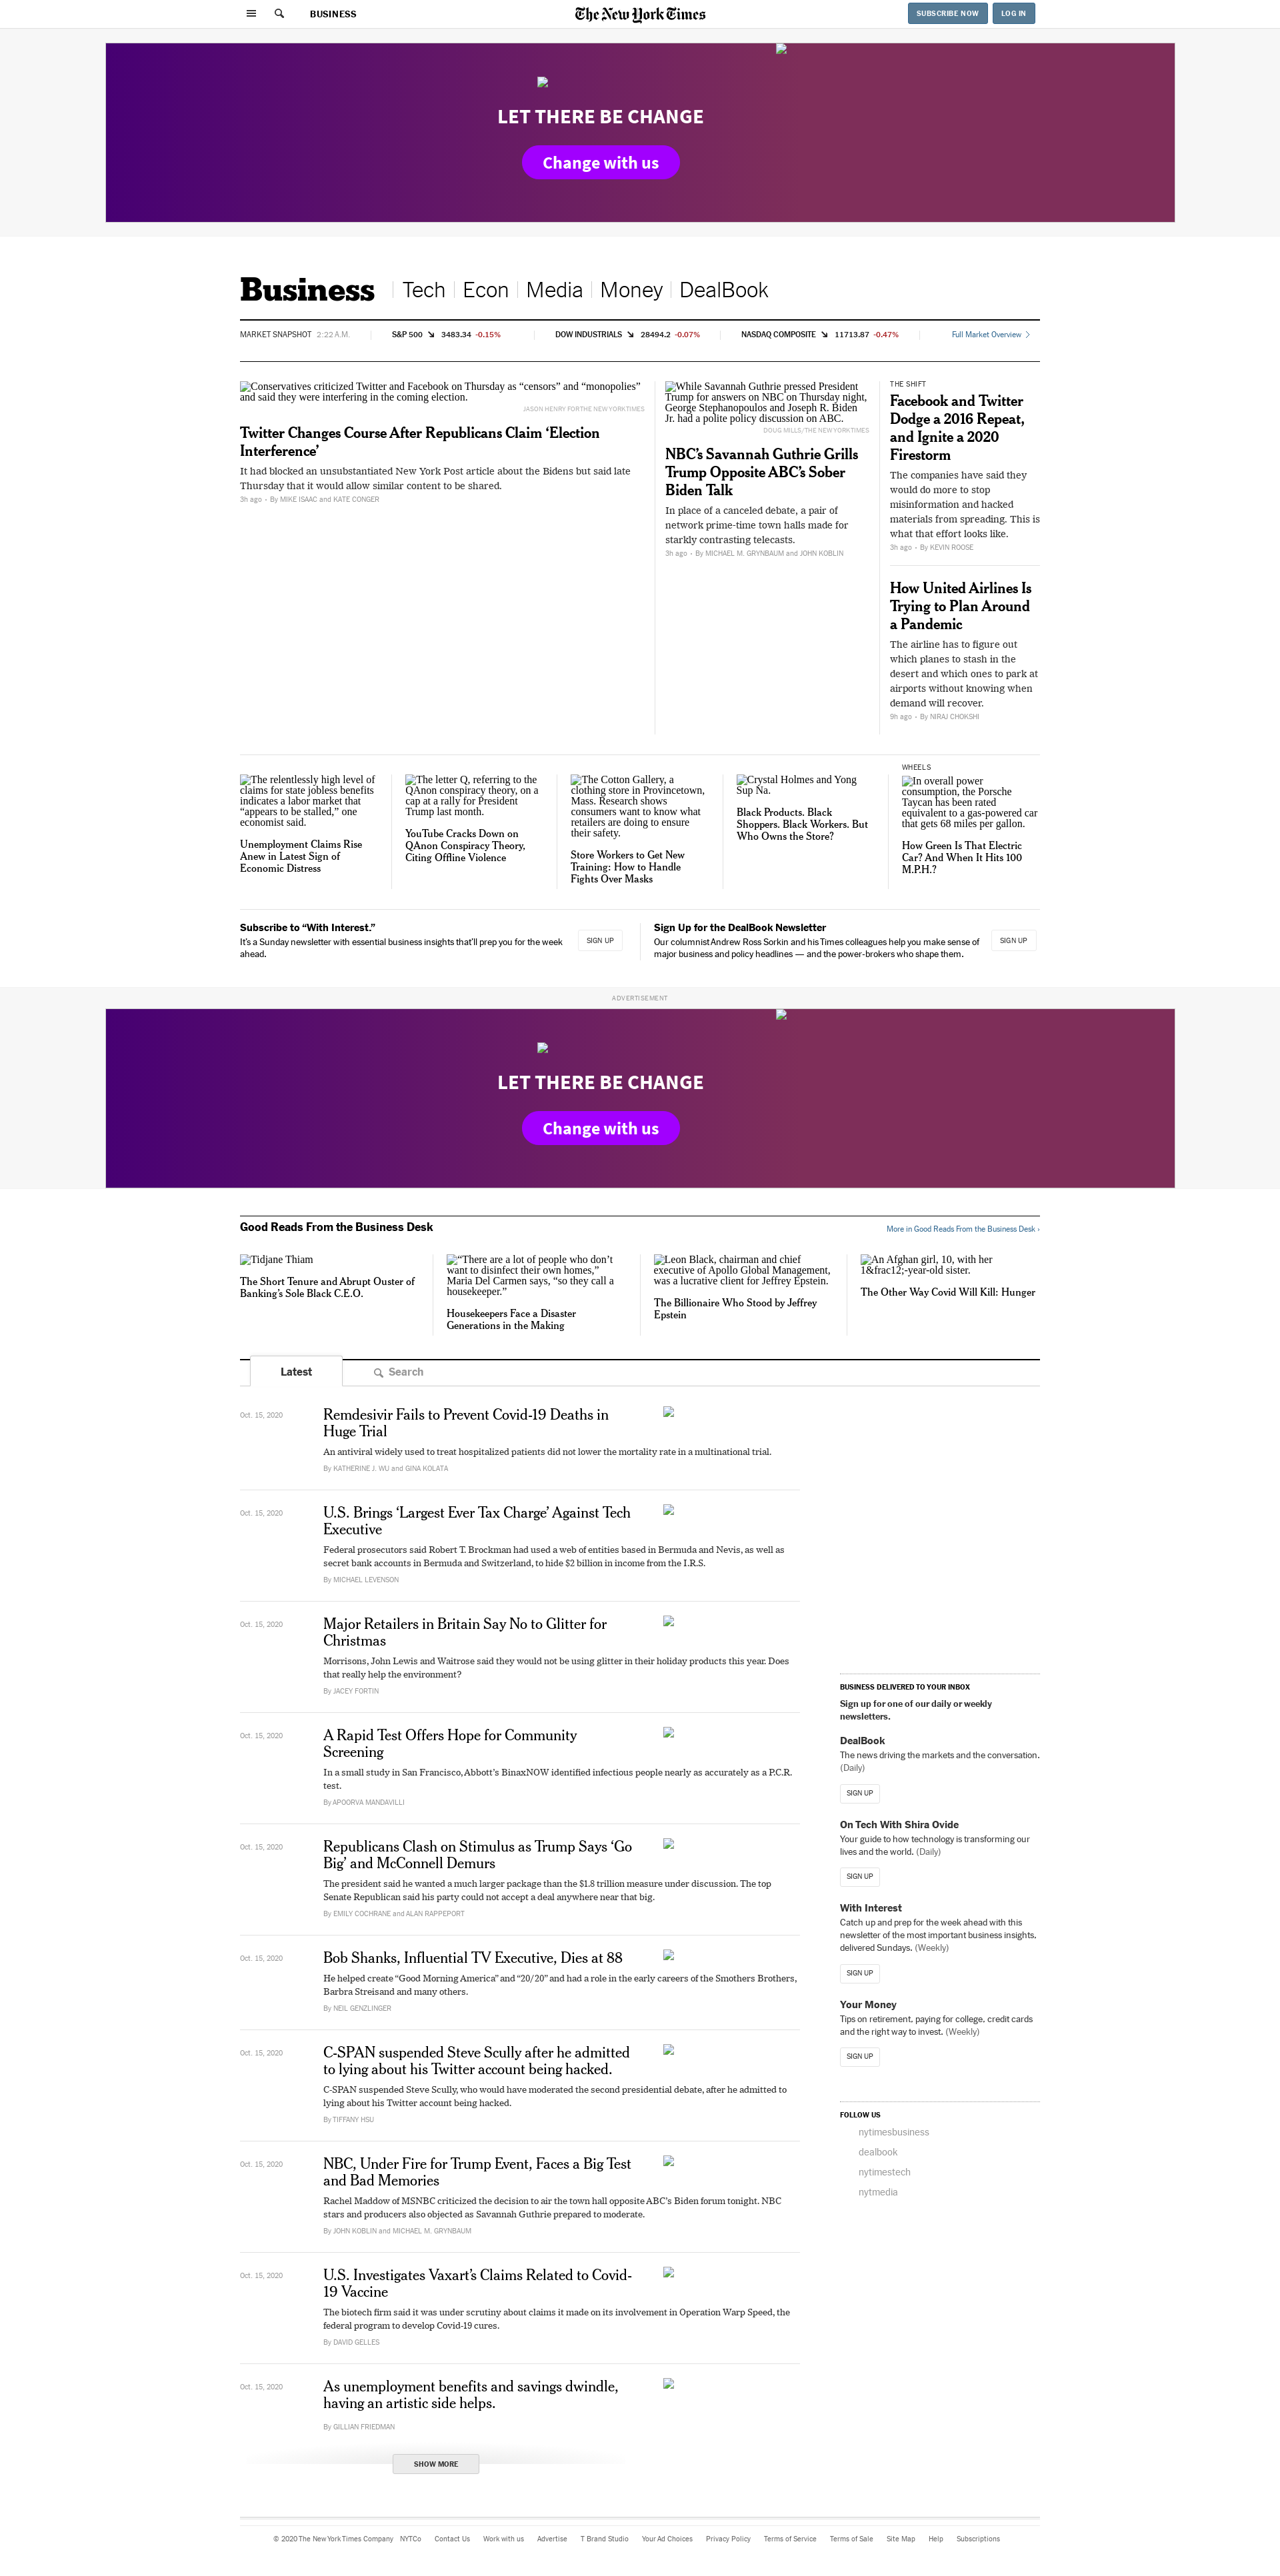 BUSINESS
The New York Times
SUBSCRIBE NOW
LOG IN
LET THERE BE CHANGE
Change with us
Business
Tech
Econ
Media
Money
DealBook
MARKET SNAPSHOT 2:22 A.M.
S&P 500 3483.34 -0.15%
DOW INDUSTRIALS 28494.2 -0.07%
NASDAQ COMPOSITE 11713.87 -0.47%
Full Market Overview
Conservatives criticized Twitter and Facebook on Thursday as “censors” and “monopolies”
and said they were interfering in the coming election.
JASON HENRY FOR THE NEW YORK TIMES
Twitter Changes Course After Republicans Claim ‘Election
Interference’
It had blocked an unsubstantiated New York Post article about the Bidens but said late
Thursday that it would allow similar content to be shared.
3h ago - By MIKE ISAAC and KATE CONGER
While Savannah Guthrie pressed President
Trump for answers on NBC on Thursday night,
George Stephanopoulos and Joseph R. Biden
Jr. had a polite policy discussion on ABC.
DOUG MILLS/THE NEW YORK TIMES
NBC’s Savannah Guthrie Grills
Trump Opposite ABC’s Sober
Biden Talk
In place of a canceled debate, a pair of
network prime-time town halls made for
starkly contrasting telecasts.
3h ago - By MICHAEL M. GRYNBAUM and JOHN KOBLIN
THE SHIFT
Facebook and Twitter
Dodge a 2016 Repeat,
and Ignite a 2020
Firestorm
The companies have said they
would do more to stop
misinformation and hacked
materials from spreading. This is
what that effort looks like.
3h ago - By KEVIN ROOSE
How United Airlines Is
Trying to Plan Around
a Pandemic
The airline has to figure out
which planes to stash in the
desert and which ones to park at
airports without knowing when
demand will recover.
9h ago - By NIRAJ CHOKSHI
The relentlessly high level of
claims for state jobless benefits
indicates a labor market that
“appears to be stalled,” one
economist said.
Unemployment Claims Rise
Anew in Latest Sign of
Economic Distress
The letter Q, referring to the
QAnon conspiracy theory, on a
cap at a rally for President
Trump last month.
YouTube Cracks Down on
QAnon Conspiracy Theory,
Citing Offline Violence
The Cotton Gallery, a
clothing store in Provincetown,
Mass. Research shows
consumers want to know what
retailers are doing to ensure
their safety.
Store Workers to Get New
Training: How to Handle
Fights Over Masks
Crystal Holmes and Yong
Sup Na.
Black Products. Black
Shoppers. Black Workers. But
Who Owns the Store?
WHEELS
In overall power
consumption, the Porsche
Taycan has been rated
equivalent to a gas-powered car
that gets 68 miles per gallon.
How Green Is That Electric
Car? And When It Hits 100
M.P.H.?
Subscribe to “With Interest.”
It’s a Sunday newsletter with essential business insights that’ll prep you for the week
ahead.
SIGN UP
Sign Up for the DealBook Newsletter
Our columnist Andrew Ross Sorkin and his Times colleagues help you make sense of
major business and policy headlines — and the power-brokers who shape them.
SIGN UP
ADVERTISEMENT
LET THERE BE CHANGE
Change with us
Good Reads From the Business Desk
More in Good Reads From the Business Desk ›
Tidjane Thiam
The Short Tenure and Abrupt Ouster of
Banking’s Sole Black C.E.O.
“There are a lot of people who don’t
want to disinfect their own homes,”
Maria Del Carmen says, “so they call a
housekeeper.”
Housekeepers Face a Disaster
Generations in the Making
Leon Black, chairman and chief
executive of Apollo Global Management,
was a lucrative client for Jeffrey Epstein.
The Billionaire Who Stood by Jeffrey
Epstein
An Afghan girl, 10, with her
1&frac12;-year-old sister.
The Other Way Covid Will Kill: Hunger
Latest
Search
Oct. 15, 2020
Remdesivir Fails to Prevent Covid-19 Deaths in
Huge Trial
An antiviral widely used to treat hospitalized patients did not lower the mortality rate in a multinational trial.
By KATHERINE J. WU and GINA KOLATA
Oct. 15, 2020
U.S. Brings ‘Largest Ever Tax Charge’ Against Tech
Executive
Federal prosecutors said Robert T. Brockman had used a web of entities based in Bermuda and Nevis, as well as
secret bank accounts in Bermuda and Switzerland, to hide $2 billion in income from the I.R.S.
By MICHAEL LEVENSON
Oct. 15, 2020
Major Retailers in Britain Say No to Glitter for
Christmas
Morrisons, John Lewis and Waitrose said they would not be using glitter in their holiday products this year. Does
that really help the environment?
By JACEY FORTIN
Oct. 15, 2020
A Rapid Test Offers Hope for Community
Screening
In a small study in San Francisco, Abbott’s BinaxNOW identified infectious people nearly as accurately as a P.C.R.
test.
By APOORVA MANDAVILLI
Oct. 15, 2020
Republicans Clash on Stimulus as Trump Says ‘Go
Big’ and McConnell Demurs
The president said he wanted a much larger package than the $1.8 trillion measure under discussion. The top
Senate Republican said his party could not accept a deal anywhere near that big.
By EMILY COCHRANE and ALAN RAPPEPORT
Oct. 15, 2020
Bob Shanks, Influential TV Executive, Dies at 88
He helped create “Good Morning America” and “20/20” and had a role in the early careers of the Smothers Brothers,
Barbra Streisand and many others.
By NEIL GENZLINGER
Oct. 15, 2020
C-SPAN suspended Steve Scully after he admitted
to lying about his Twitter account being hacked.
C-SPAN suspended Steve Scully, who would have moderated the second presidential debate, after he admitted to
lying about his Twitter account being hacked.
By TIFFANY HSU
Oct. 15, 2020
NBC, Under Fire for Trump Event, Faces a Big Test
and Bad Memories
Rachel Maddow of MSNBC criticized the decision to air the town hall opposite ABC’s Biden forum tonight. NBC
stars and producers also objected as Savannah Guthrie prepared to moderate.
By JOHN KOBLIN and MICHAEL M. GRYNBAUM
Oct. 15, 2020
U.S. Investigates Vaxart’s Claims Related to Covid-
19 Vaccine
The biotech firm said it was under scrutiny about claims it made on its involvement in Operation Warp Speed, the
federal program to develop Covid-19 cures.
By DAVID GELLES
Oct. 15, 2020
As unemployment benefits and savings dwindle,
having an artistic side helps.
By GILLIAN FRIEDMAN
SHOW MORE
BUSINESS DELIVERED TO YOUR INBOX
Sign up for one of our daily or weekly
newsletters.
DealBook
The news driving the markets and the conversation.
(Daily)
SIGN UP
On Tech With Shira Ovide
Your guide to how technology is transforming our
lives and the world. (Daily)
SIGN UP
With Interest
Catch up and prep for the week ahead with this
newsletter of the most important business insights,
delivered Sundays. (Weekly)
SIGN UP
Your Money
Tips on retirement, paying for college, credit cards
and the right way to invest. (Weekly)
SIGN UP
FOLLOW US
nytimesbusiness
dealbook
nytimestech
nytmedia
© 2020 The New York Times Company NYTCo Contact Us Work with us Advertise T Brand Studio Your Ad Choices Privacy Policy Terms of Service Terms of Sale Site Map Help Subscriptions